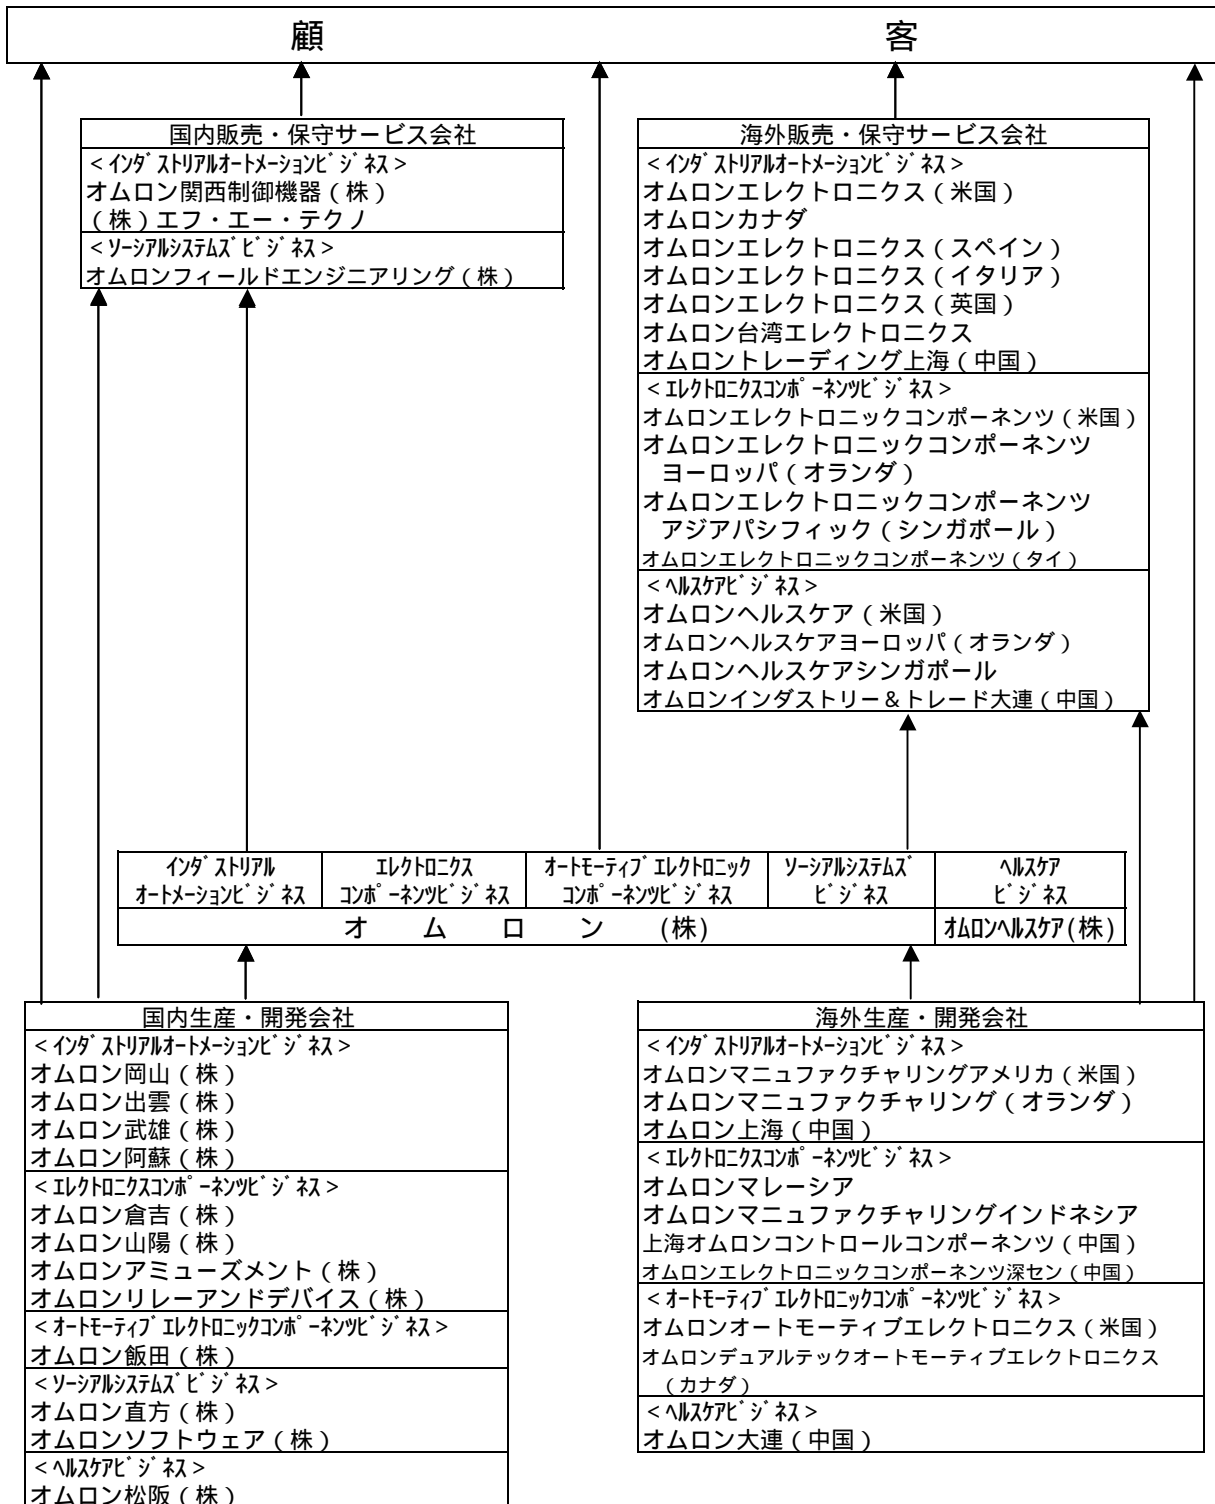 顧 客
国内販売・保守サービス会社
<インダストリアルオートメーションビジネス>
オムロン関西制御機器(株)
(株)エフ・エー・テクノ
<ソーシアルシステムズビジネス>
オムロンフィールドエンジニアリング(株)
海外販売・保守サービス会社
<インダストリアルオートメーションビジネス>
オムロンエレクトロニクス(米国)
オムロンカナダ
オムロンエレクトロニクス(スペイン)
オムロンエレクトロニクス(イタリア)
オムロンエレクトロニクス(英国)
オムロン台湾エレクトロニクス
オムロントレーディング上海(中国)
<エレクトロニクスコンポーネンツビジネス>
オムロンエレクトロニックコンポーネンツ(米国)
オムロンエレクトロニックコンポーネンツ
ヨーロッパ(オランダ)
オムロンエレクトロニックコンポーネンツ
アジアパシフィック(シンガポール)
オムロンエレクトロニックコンポーネンツ(タイ)
<ヘルスケアビジネス>
オムロンヘルスケア(米国)
オムロンヘルスケアヨーロッパ(オランダ)
オムロンヘルスケアシンガポール
オムロンインダストリー&トレード大連(中国)
インダストリアル
オートメーションビジネス
エレクトロニクス
コンポーネンツビジネス
オートモーティブエレクトロニック
コンポーネンツビジネス
ソーシアルシステムズ
ビジネス
ヘルスケア
ビジネス
オ ム ロ ン (株)
オムロンヘルスケア(株)
国内生産・開発会社
<インダストリアルオートメーションビジネス>
オムロン岡山(株)
オムロン出雲(株)
オムロン武雄(株)
オムロン阿蘇(株)
<エレクトロニクスコンポーネンツビジネス>
オムロン倉吉(株)
オムロン山陽(株)
オムロンアミューズメント(株)
オムロンリレーアンドデバイス(株)
<オートモーティブエレクトロニックコンポーネンツビジネス>
オムロン飯田(株)
<ソーシアルシステムズビジネス>
オムロン直方(株)
オムロンソフトウェア(株)
<ヘルスケアビジネス>
オムロン松阪(株)
海外生産・開発会社
<インダストリアルオートメーションビジネス>
オムロンマニュファクチャリングアメリカ(米国)
オムロンマニュファクチャリング(オランダ)
オムロン上海(中国)
<エレクトロニクスコンポーネンツビジネス>
オムロンマレーシア
オムロンマニュファクチャリングインドネシア
上海オムロンコントロールコンポーネンツ(中国)
オムロンエレクトロニックコンポーネンツ深セン(中国)
<オートモーティブエレクトロニックコンポーネンツビジネス>
オムロンオートモーティブエレクトロニクス(米国)
オムロンデュアルテックオートモーティブエレクトロニクス
(カナダ)
<ヘルスケアビジネス>
オムロン大連(中国)